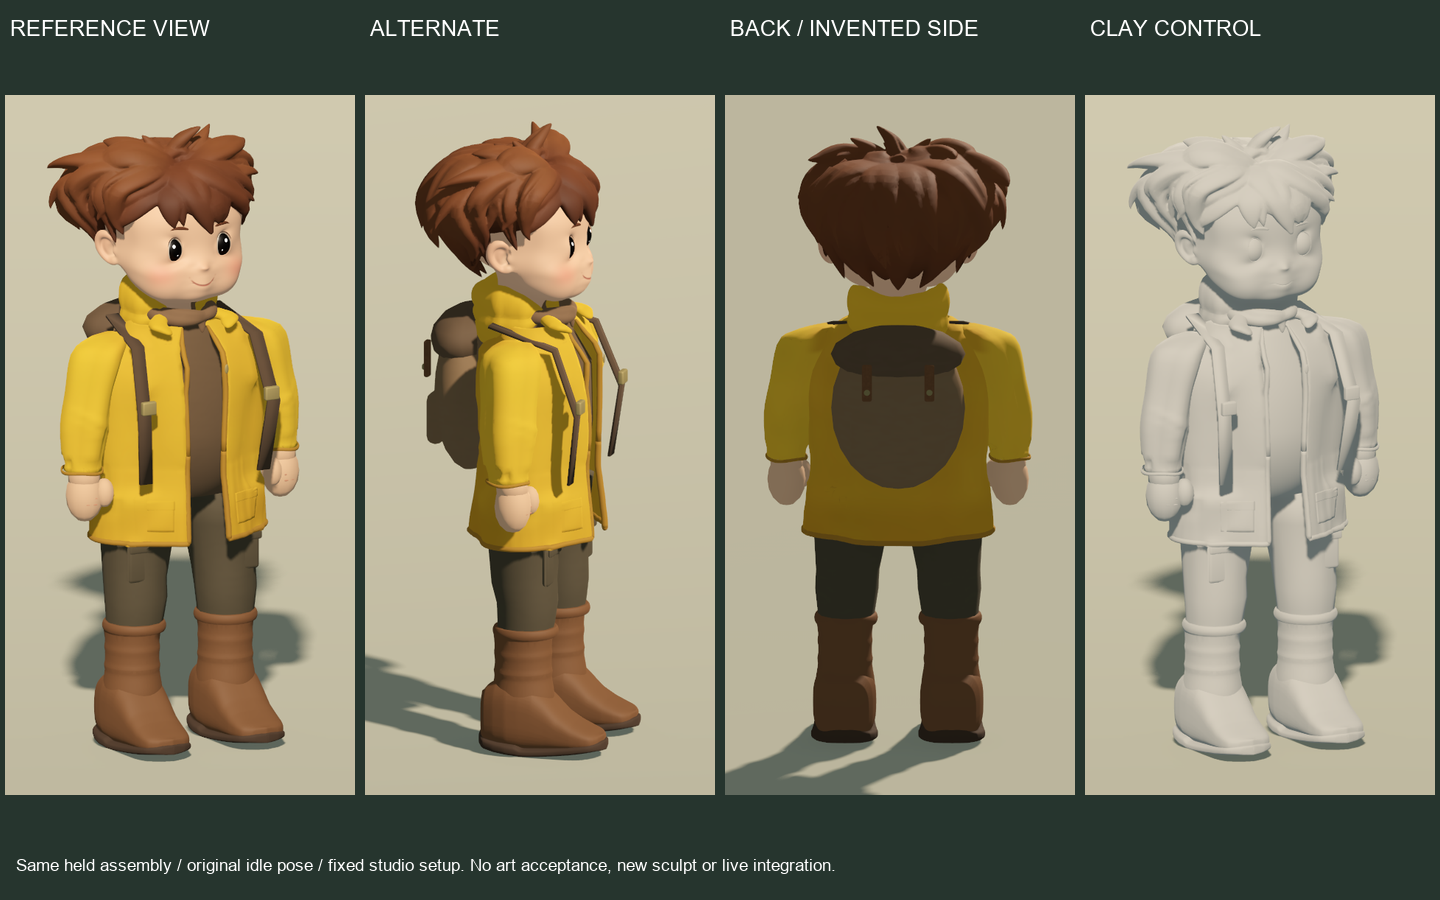 REFERENCE VIEW
ALTERNATE
BACK / INVENTED SIDE
CLAY CONTROL
Same held assembly / original idle pose / fixed studio setup. No art acceptance, new sculpt or live integration.